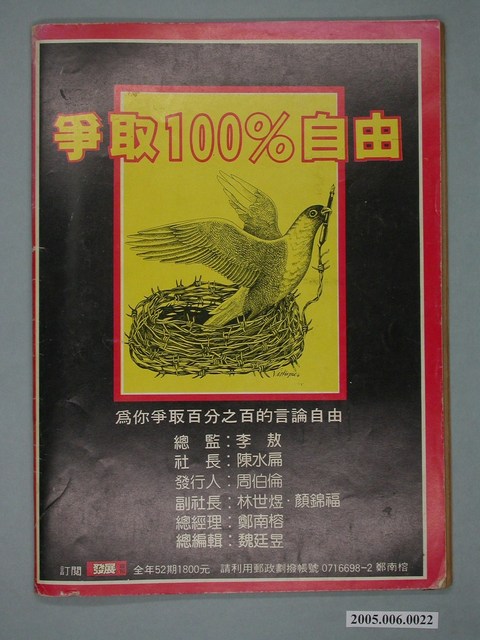 爭取100%自由
為你爭取百分之百的言論自由
總　監：李　敖
社　長：陳水扁
發行人：周伯倫
副社長：林世煜·顏錦福
總經理：鄭南榕
總編輯：魏廷昱
訂閱 發展 全年52期1800元 請利用郵政劃撥帳號 0716698-2 鄭南榕
2005.006.0022